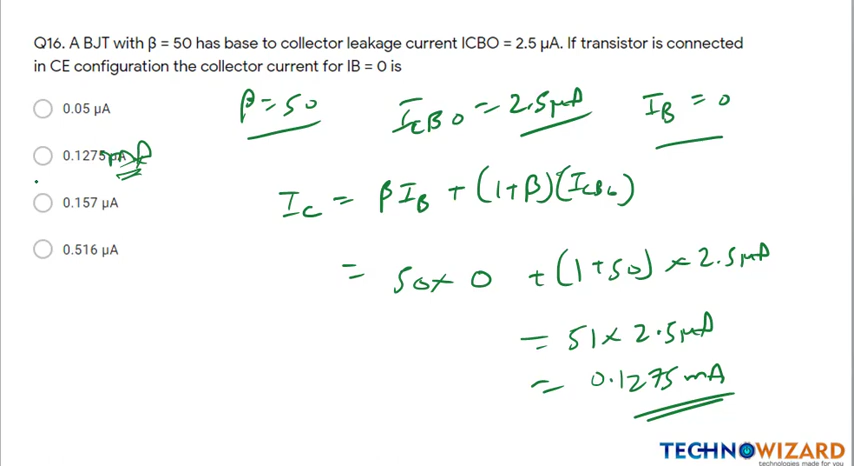 Q16. A BJT with β = 50 has base to collector leakage current ICBO = 2.5 μA. If transistor is connected
in CE configuration the collector current for IB = 0 is
β = 50 ICBO = 2.5μA IB = 0
0.05 μA
0.1275
0.157 μA
0.516 μA
IC = βIB + (1+β)(ICBO)
= 50 × 0 + (1+50) × 2.5μA
= 51 × 2.5μA
= 0.1275 mA
TECHNOWIZARD
technologies made for you